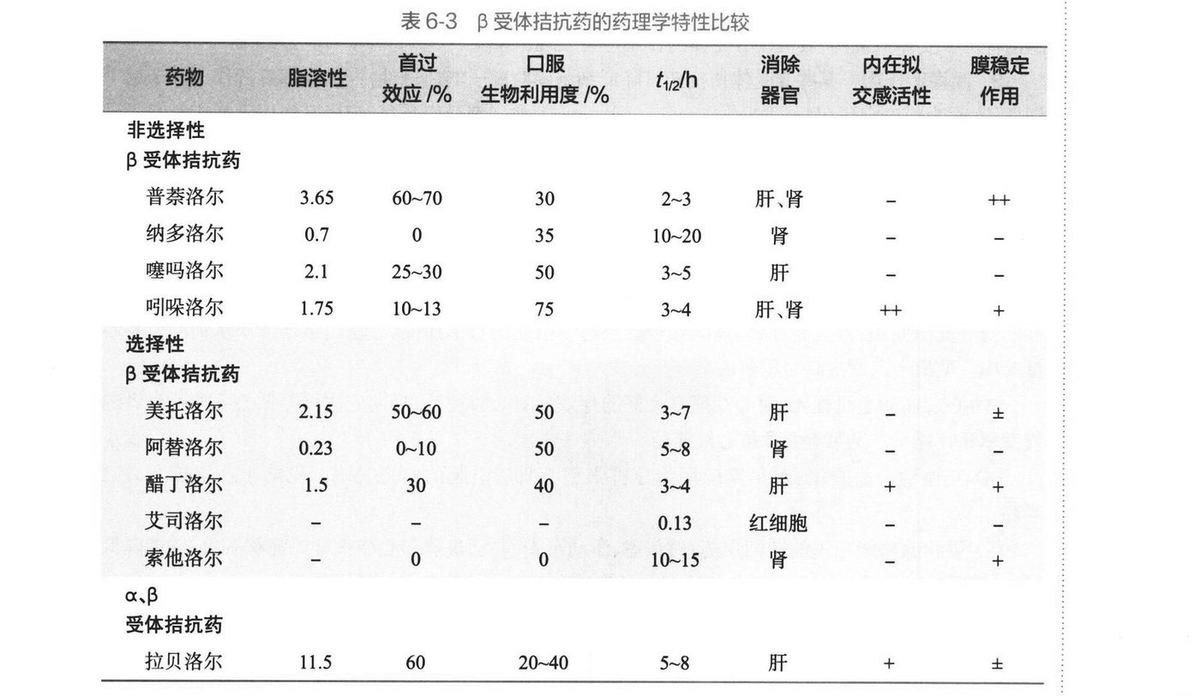 表 6-3 β 受体拮抗药的药理学特性比较
药物 脂溶性 首过效应 /% 口服生物利用度 /% t1/2/h 消除器官 内在拟交感活性 膜稳定作用
非选择性
β 受体拮抗药
普萘洛尔 3.65 60~70 30 2~3 肝、肾 – ++
纳多洛尔 0.7 0 35 10~20 肾 – –
噻吗洛尔 2.1 25~30 50 3~5 肝 – –
吲哚洛尔 1.75 10~13 75 3~4 肝、肾 ++ +
选择性
β 受体拮抗药
美托洛尔 2.15 50~60 50 3~7 肝 – ±
阿替洛尔 0.23 0~10 50 5~8 肾 – –
醋丁洛尔 1.5 30 40 3~4 肝 + +
艾司洛尔 – – – 0.13 红细胞 – –
索他洛尔 – 0 0 10~15 肾 – +
α、β
受体拮抗药
拉贝洛尔 11.5 60 20~40 5~8 肝 + ±